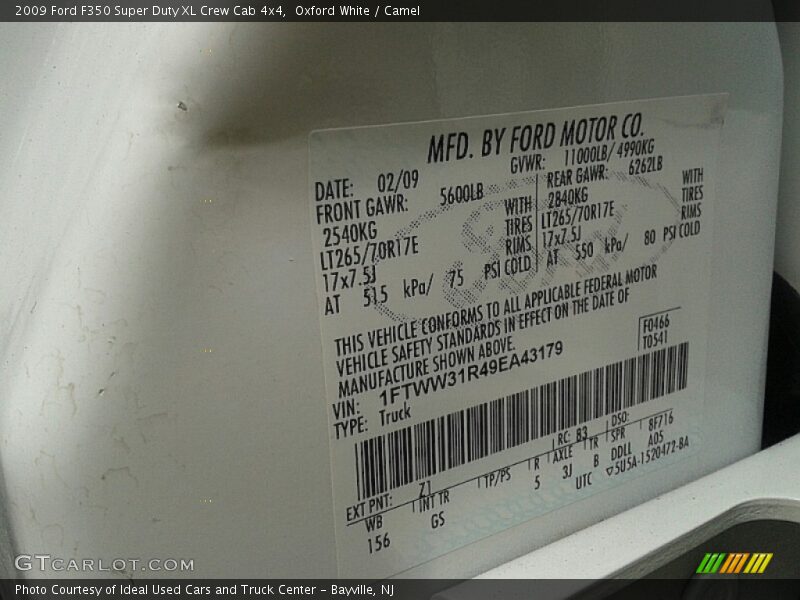 2009 Ford F350 Super Duty XL Crew Cab 4x4,  Oxford White / Camel
MFD. BY FORD MOTOR CO.
DATE: 02/09 GVWR: 11000LB/ 4990KG
FRONT GAWR: 5600LB REAR GAWR: 6262LB
2540KG WITH 2840KG WITH
LT265/70R17E TIRES LT265/70R17E TIRES
17x7.5J RIMS 17x7.5J RIMS
AT 515 kPa/ 75 PSI COLD AT 550 kPa/ 80 PSI COLD
THIS VEHICLE CONFORMS TO ALL APPLICABLE FEDERAL MOTOR
VEHICLE SAFETY STANDARDS IN EFFECT ON THE DATE OF
MANUFACTURE SHOWN ABOVE.
F0466
T0541
VIN: 1FTWW31R49EA43179
TYPE: Truck
RC: B3 DSO:
EXT PNT: Z1 8F716
WB INT TR TP/PS R AXLE TR SPR
156 GS 5 3J B DDLL A05
UTC ▽5U5A-1520472-BA
Ford
GTCARLOT.COM
Photo Courtesy of Ideal Used Cars and Truck Center – Bayville, NJ